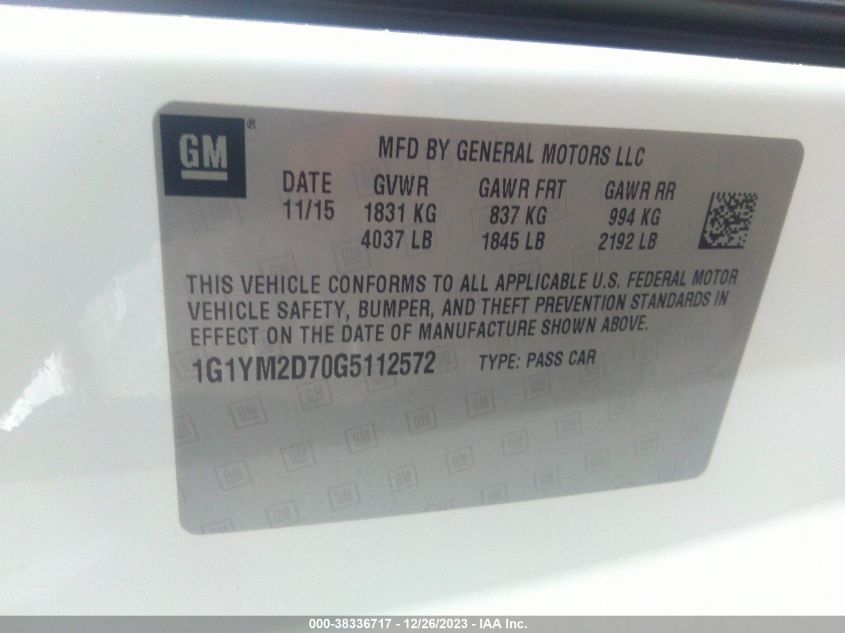 GM®
MFD BY GENERAL MOTORS LLC
DATE GVWR GAWR FRT GAWR RR
11/15 1831 KG 837 KG 994 KG
4037 LB 1845 LB 2192 LB
THIS VEHICLE CONFORMS TO ALL APPLICABLE U.S. FEDERAL MOTOR
VEHICLE SAFETY, BUMPER, AND THEFT PREVENTION STANDARDS IN
EFFECT ON THE DATE OF MANUFACTURE SHOWN ABOVE.
1G1YM2D70G5112572 TYPE: PASS CAR
000-38336717 - 12/26/2023 - IAA Inc.